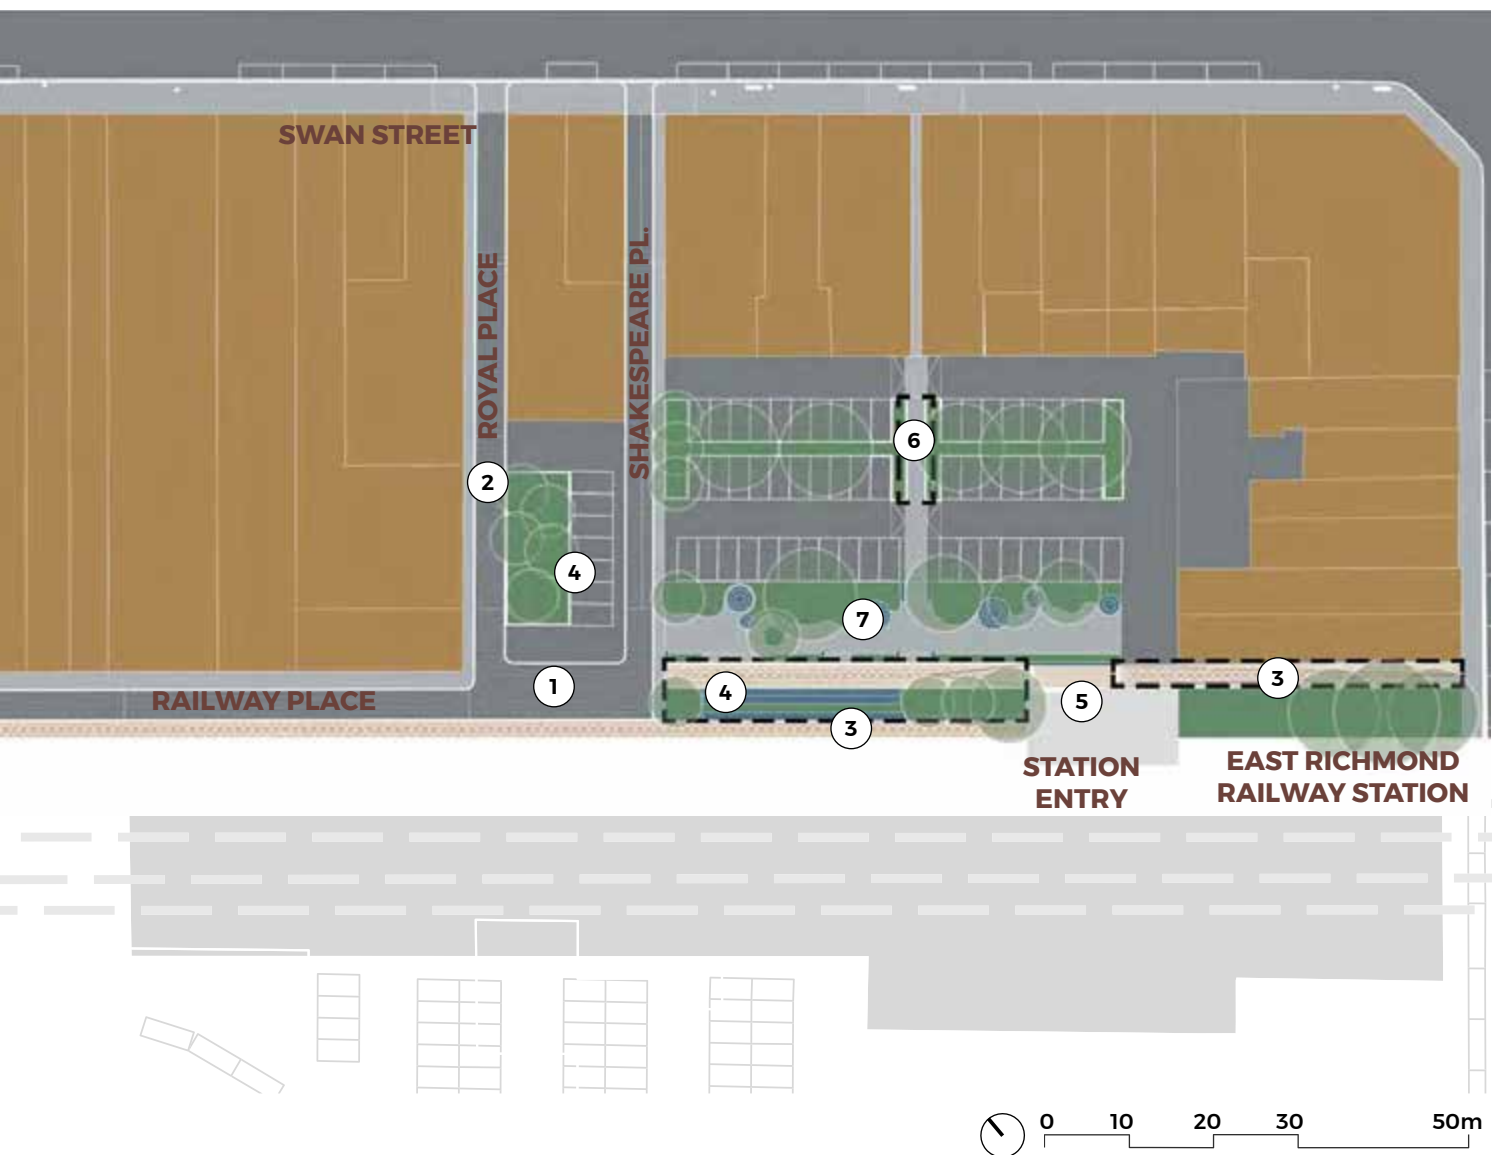 SWAN STREET
ROYAL PLACE
SHAKESPEARE PL.
6
2
4
7
1
4
3
5
3
RAILWAY PLACE
STATION
ENTRY
EAST RICHMOND
RAILWAY STATION
0 10 20 30 50m